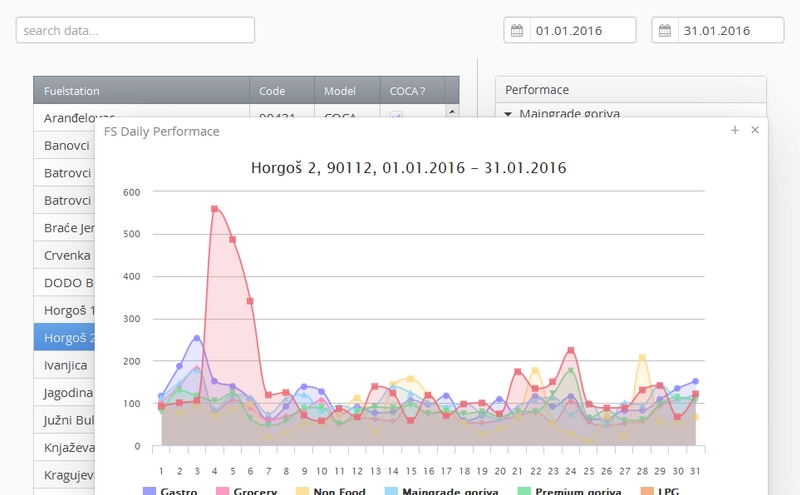 search data...
01.01.2016
31.01.2016
Fuelstation Code Model COCA ?
Performance
Maingrade goriva
Aranđelovac
COCA
FS Daily Performance
Banovci
Batrovci
Batrovci
Braće Jer
Crvenka
DODO B
Horgoš 1
Horgoš 2
Ivanjica
Jagodina
Južni Bul
Knjaževa
Kragujev
Horgoš 2, 90112, 01.01.2016 - 31.01.2016
600
500
400
300
200
100
0
1 2 3 4 5 6 7 8 9 10 11 12 13 14 15 16 17 18 19 20 21 22 23 24 25 26 27 28 29 30 31
Gastro Grocery Non Food Maingrade goriva Premium goriva LPG